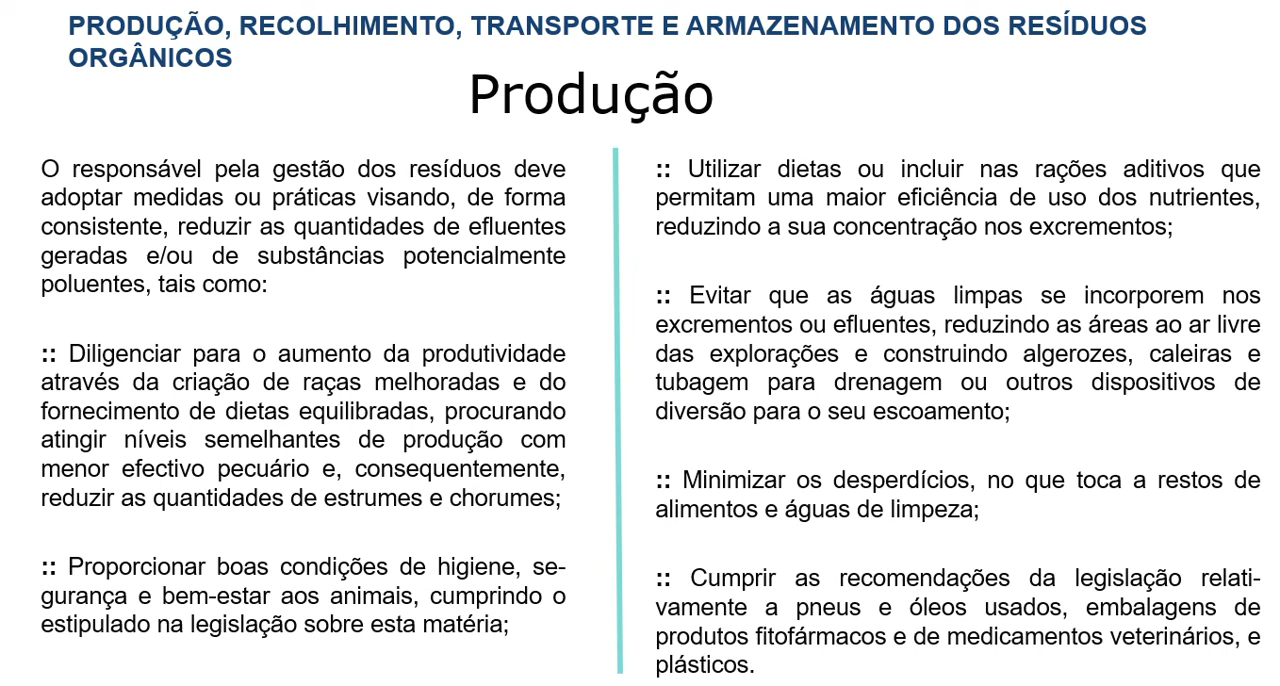 PRODUÇÃO, RECOLHIMENTO, TRANSPORTE E ARMAZENAMENTO DOS RESÍDUOS
ORGÂNICOS
Produção
O responsável pela gestão dos resíduos deve
adoptar medidas ou práticas visando, de forma
consistente, reduzir as quantidades de efluentes
geradas e/ou de substâncias potencialmente
poluentes, tais como:
:: Diligenciar para o aumento da produtividade
através da criação de raças melhoradas e do
fornecimento de dietas equilibradas, procurando
atingir níveis semelhantes de produção com
menor efectivo pecuário e, consequentemente,
reduzir as quantidades de estrumes e chorumes;
:: Proporcionar boas condições de higiene, se-
gurança e bem-estar aos animais, cumprindo o
estipulado na legislação sobre esta matéria;
:: Utilizar dietas ou incluir nas rações aditivos que
permitam uma maior eficiência de uso dos nutrientes,
reduzindo a sua concentração nos excrementos;
:: Evitar que as águas limpas se incorporem nos
excrementos ou efluentes, reduzindo as áreas ao ar livre
das explorações e construindo algerozes, caleiras e
tubagem para drenagem ou outros dispositivos de
diversão para o seu escoamento;
:: Minimizar os desperdícios, no que toca a restos de
alimentos e águas de limpeza;
:: Cumprir as recomendações da legislação relati-
vamente a pneus e óleos usados, embalagens de
produtos fitofármacos e de medicamentos veterinários, e
plásticos.